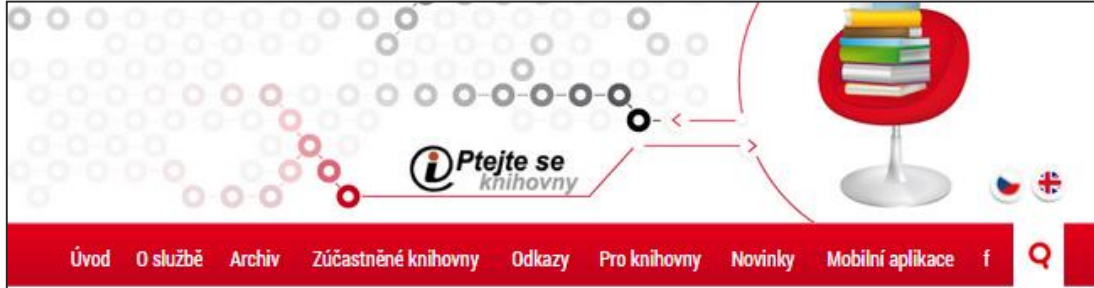 Ptejte se
knihovny
Úvod O službě Archiv Zúčastněné knihovny Odkazy Pro knihovny Novinky Mobilní aplikace f